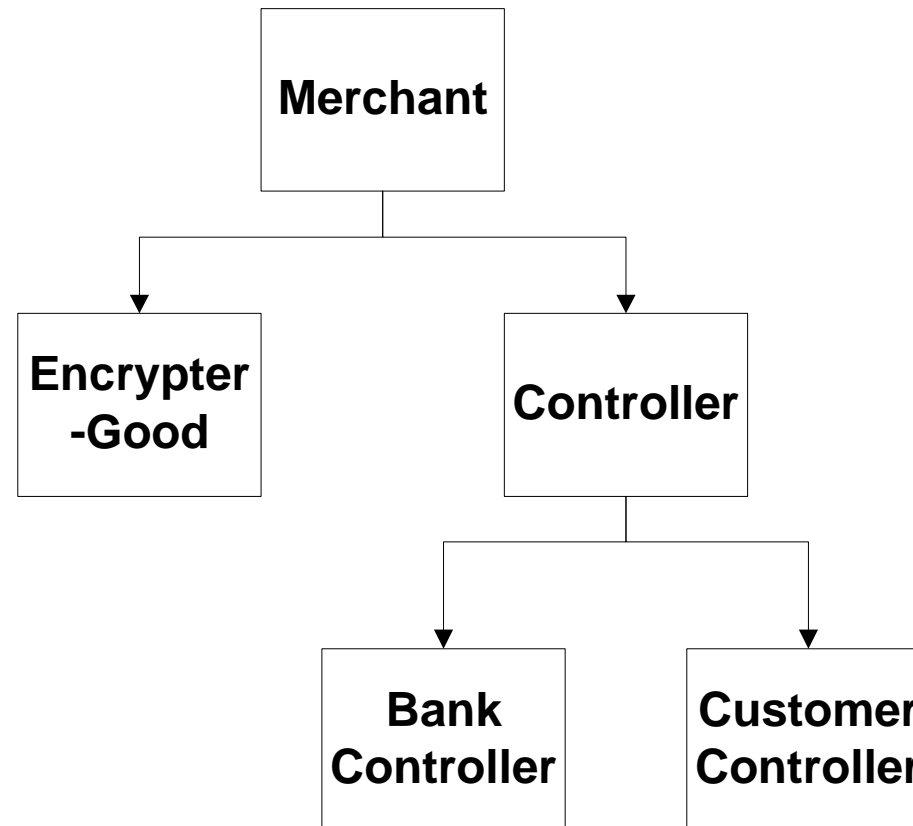 Merchant
Encrypter
-Good
Controller
Bank
Controller
Customer
Controller